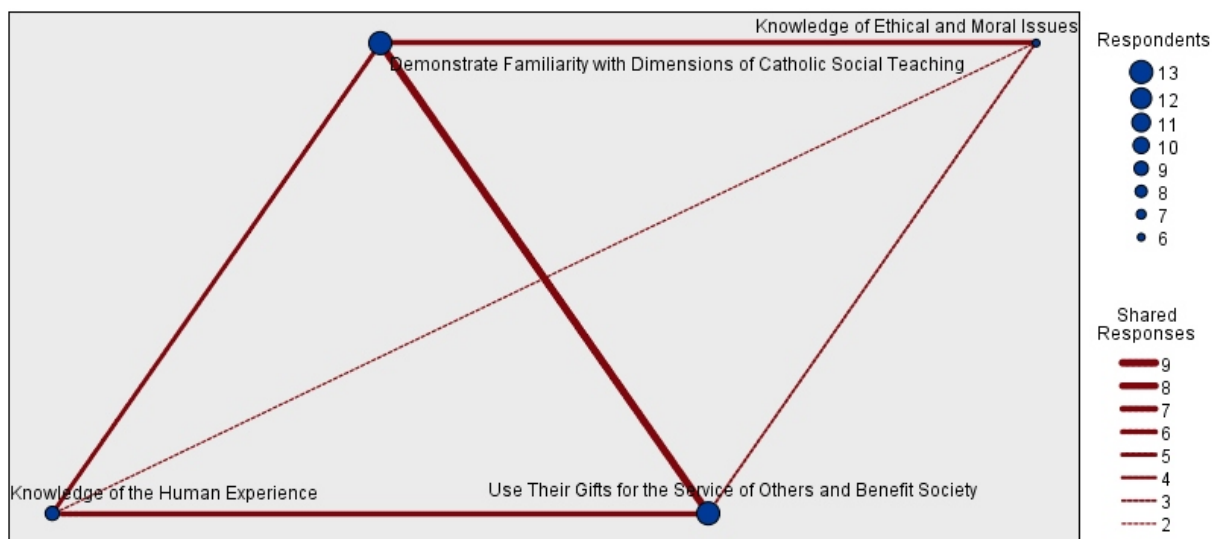 Knowledge of Ethical and Moral Issues
Demonstrate Familiarity with Dimensions of Catholic Social Teaching
Knowledge of the Human Experience
Use Their Gifts for the Service of Others and Benefit Society
Respondents
13
12
11
10
9
8
7
6
Shared
Responses
9
8
7
6
5
4
3
2